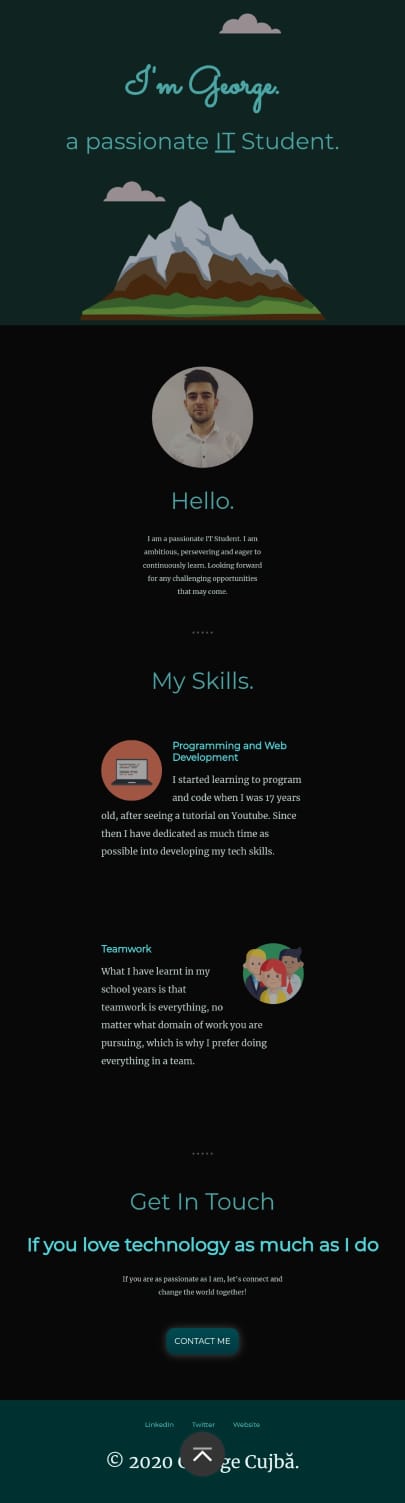 I'm George.
a passionate IT Student.
Hello.
I am a passionate IT Student. I am
ambitious, persevering and eager to
continuously learn. Looking forward
for any challenging opportunities
that may come.
My Skills.
Programming and Web
Development
I started learning to program
and code when I was 17 years
old, after seeing a tutorial on Youtube. Since
then I have dedicated as much time as
possible into developing my tech skills.
Teamwork
What I have learnt in my
school years is that
teamwork is everything, no
matter what domain of work you are
pursuing, which is why I prefer doing
everything in a team.
Get In Touch
If you love technology as much as I do
If you are as passionate as I am, let's connect and
change the world together!
CONTACT ME
LinkedIn Twitter Website
© 2020 Cujbă.